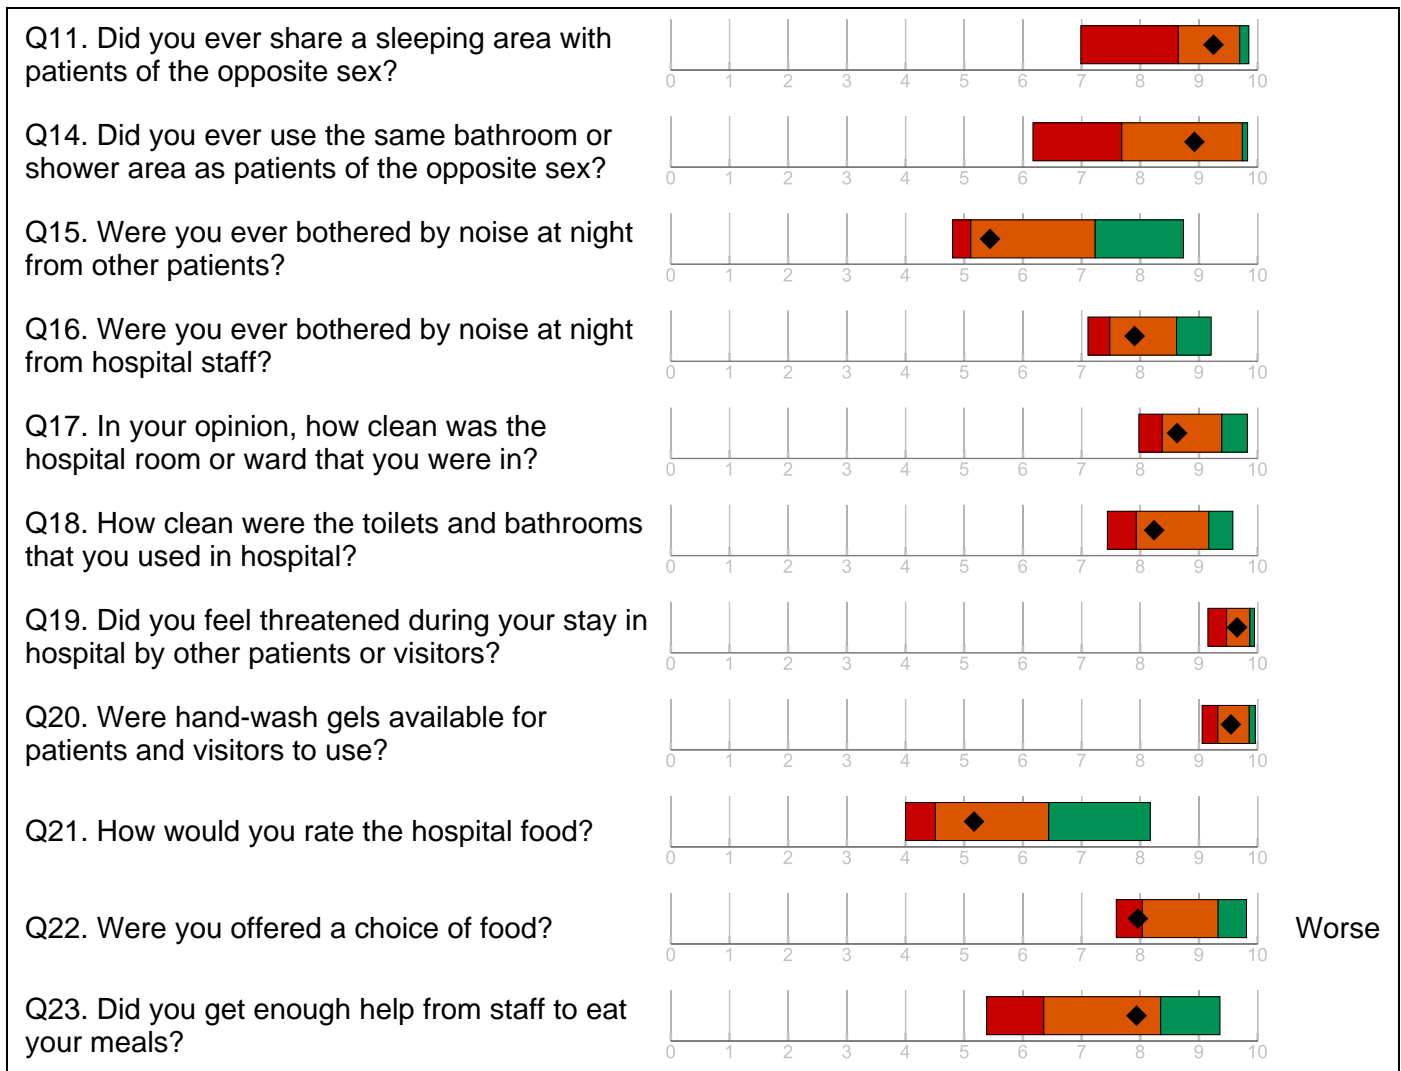 Q11. Did you ever share a sleeping area with
patients of the opposite sex?
0 1 2 3 4 5 6 7 8 9 10
Q14. Did you ever use the same bathroom or
shower area as patients of the opposite sex?
0 1 2 3 4 5 6 7 8 9 10
Q15. Were you ever bothered by noise at night
from other patients?
0 1 2 3 4 5 6 7 8 9 10
Q16. Were you ever bothered by noise at night
from hospital staff?
0 1 2 3 4 5 6 7 8 9 10
Q17. In your opinion, how clean was the
hospital room or ward that you were in?
0 1 2 3 4 5 6 7 8 9 10
Q18. How clean were the toilets and bathrooms
that you used in hospital?
0 1 2 3 4 5 6 7 8 9 10
Q19. Did you feel threatened during your stay in
hospital by other patients or visitors?
0 1 2 3 4 5 6 7 8 9 10
Q20. Were hand-wash gels available for
patients and visitors to use?
0 1 2 3 4 5 6 7 8 9 10
Q21. How would you rate the hospital food?
0 1 2 3 4 5 6 7 8 9 10
Q22. Were you offered a choice of food? Worse
0 1 2 3 4 5 6 7 8 9 10
Q23. Did you get enough help from staff to eat
your meals?
0 1 2 3 4 5 6 7 8 9 10